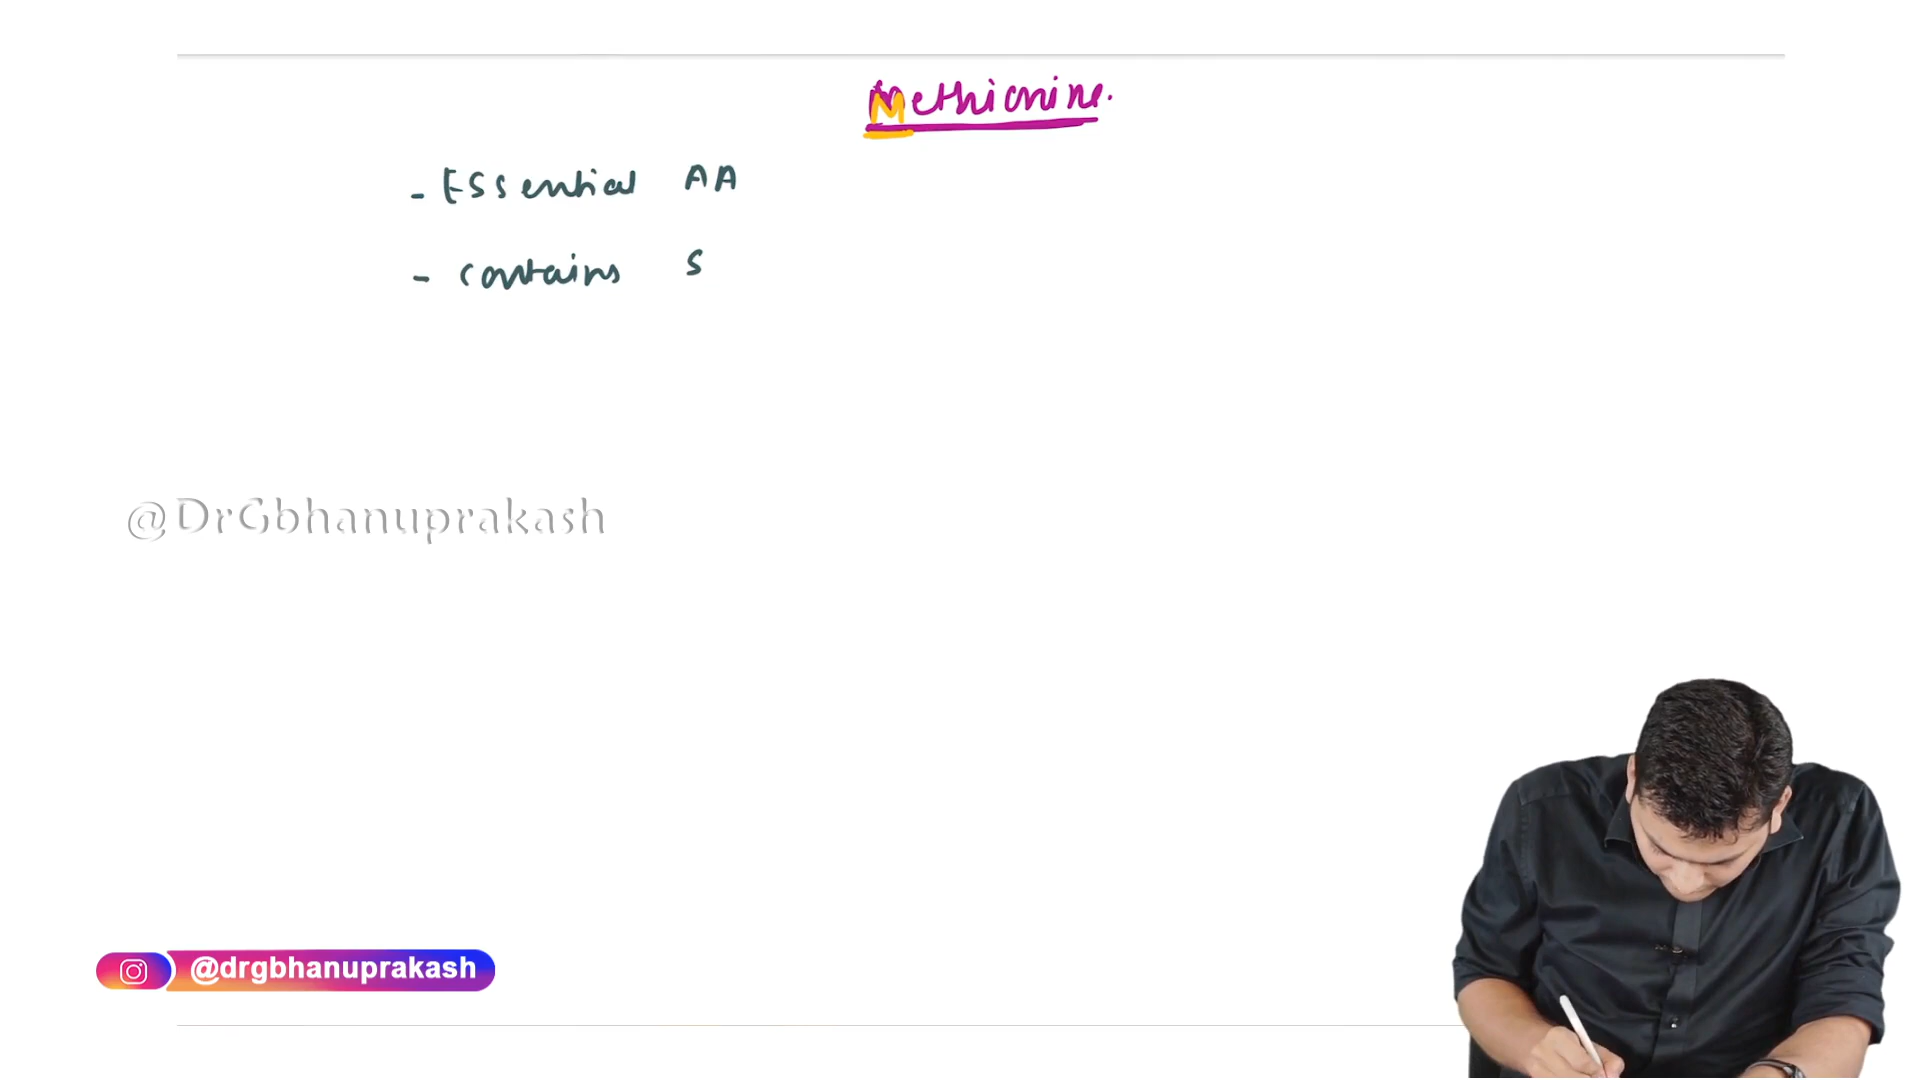 Methionine.
- Essential AA
- contains S
@DrGbhanuprakash
@drgbhanuprakash